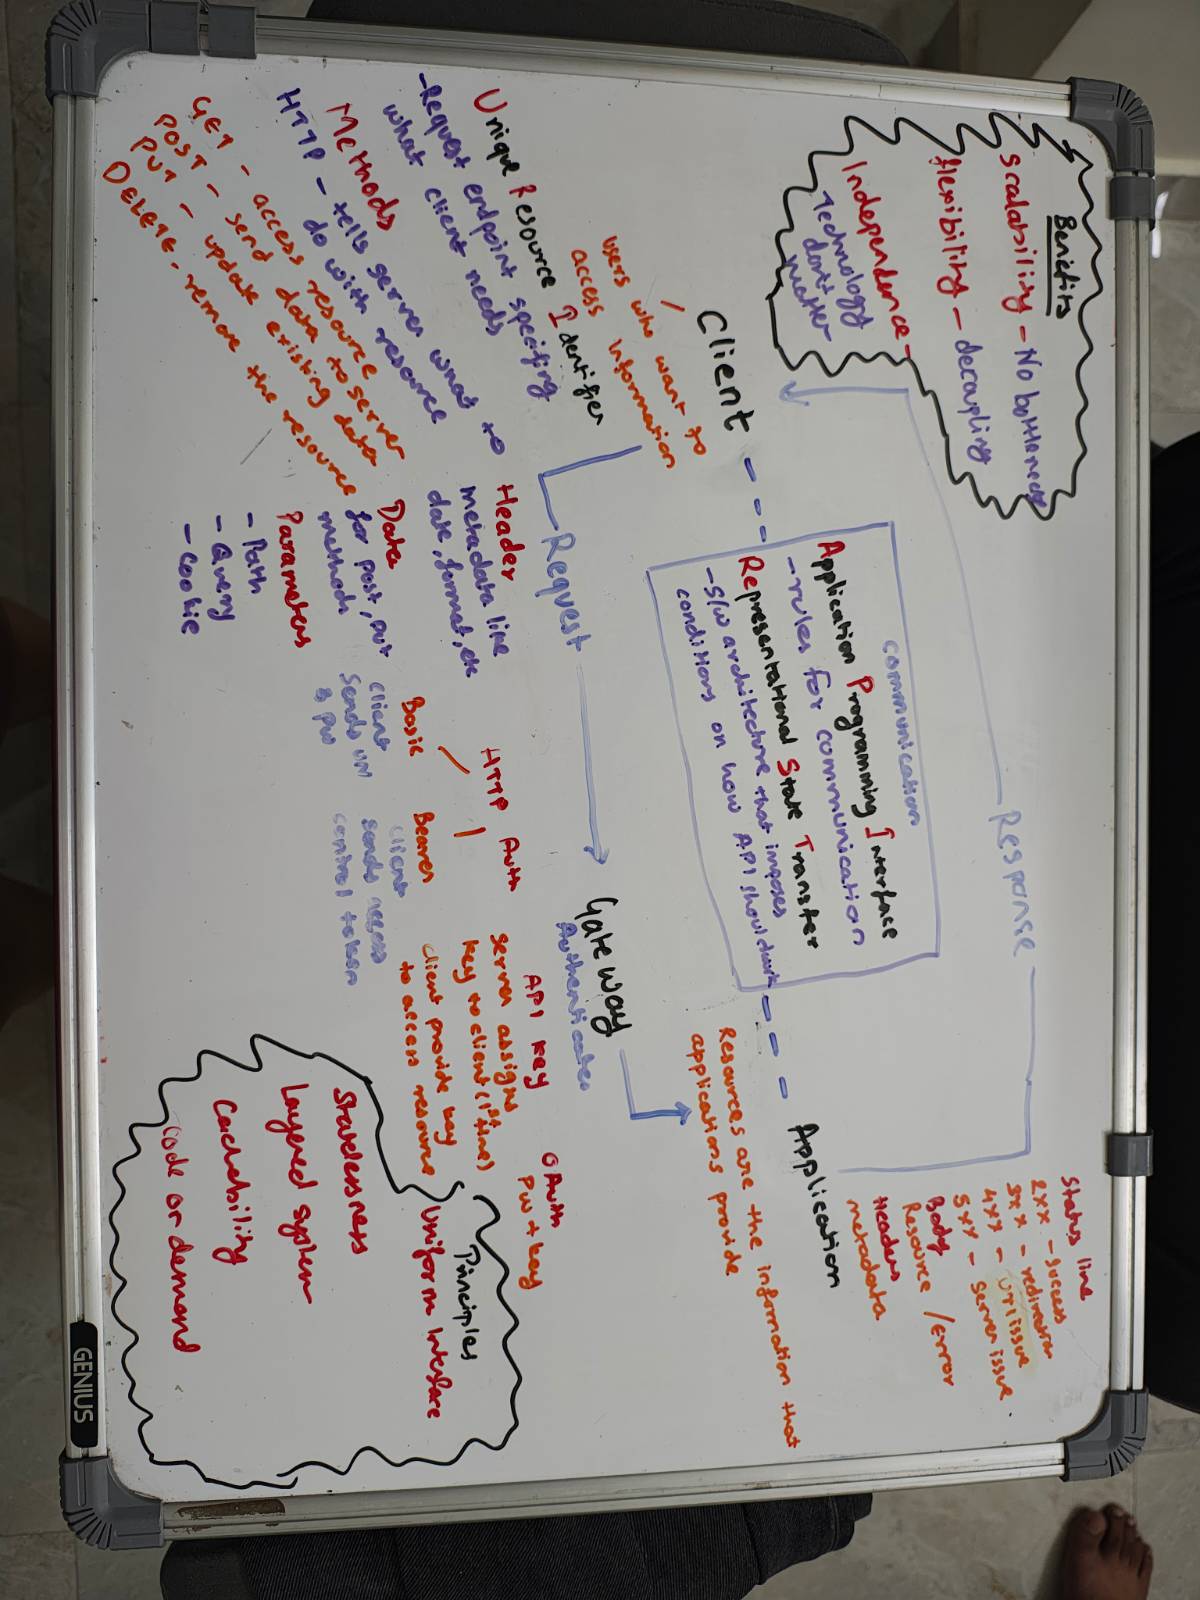 Benefits
Scalability - No bottleneck
flexibility - decoupling
Independence -
Technology
don't
matter
Response
Status line
2xx - success
3xx - redirection
4xx - url issue
5xx - Server issue
Body
Resource / Error
Headers
metadata
communication
Application Programming Interface
- rules for communication
Representational State Transfer
- S/W architecture that imposes
conditions on how API should work
Client
users who want to
access information
Application
Resources are the information that
applications provide
Request
Gateway
Authenticates
Unique Resource Identifier
- Request endpoint specifing
what client needs
Methods
HTTP - tells server what to
do with resource
GET - access resource
POST - send data to server
PUT - update existing data
DELETE - remove the resource
Header
metadata like
date, format, etc
Data
for post, put
methods
Parameters
- Path
- Query
- cookie
HTTP Auth
Basic
client
sends UN
& PW
Bearer
client
sends access
control token
API key
server assigns
key to client (1st time)
client provide key
to access resource
OAuth
PW + key
Principles
Uniform Interface
Statelessness
Layered system
Cachebility
Code or demand
GENIUS